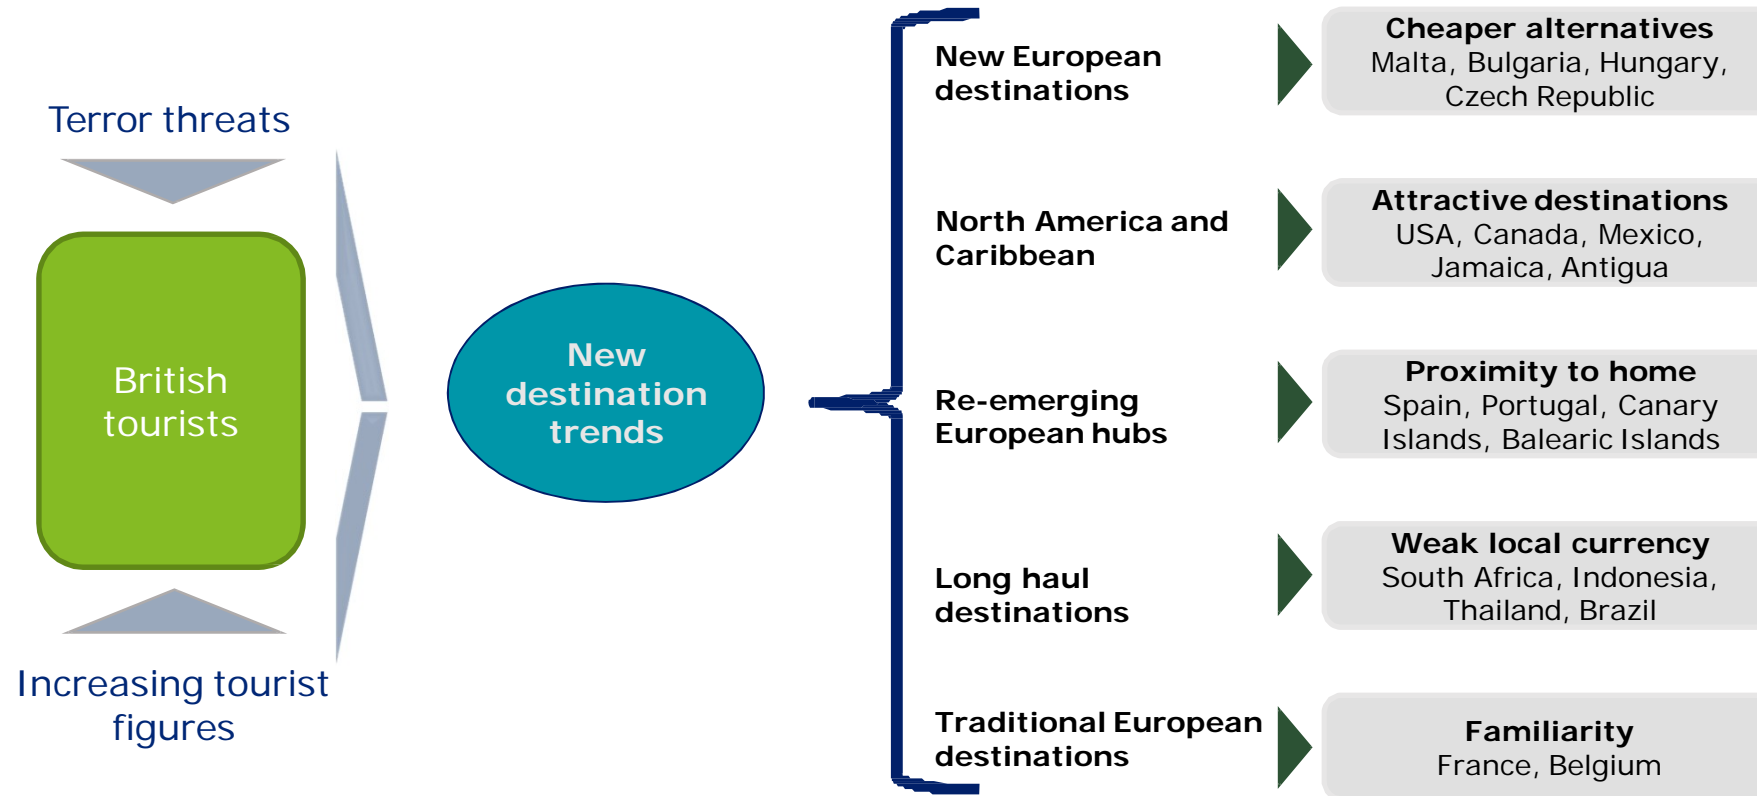 Terror threats
British
tourists
Increasing tourist
figures
New
destination
trends
New European
destinations
Cheaper alternatives
Malta, Bulgaria, Hungary,
Czech Republic
North America and
Caribbean
Attractive destinations
USA, Canada, Mexico,
Jamaica, Antigua
Re-emerging
European hubs
Proximity to home
Spain, Portugal, Canary
Islands, Balearic Islands
Long haul
destinations
Weak local currency
South Africa, Indonesia,
Thailand, Brazil
Traditional European
destinations
Familiarity
France, Belgium